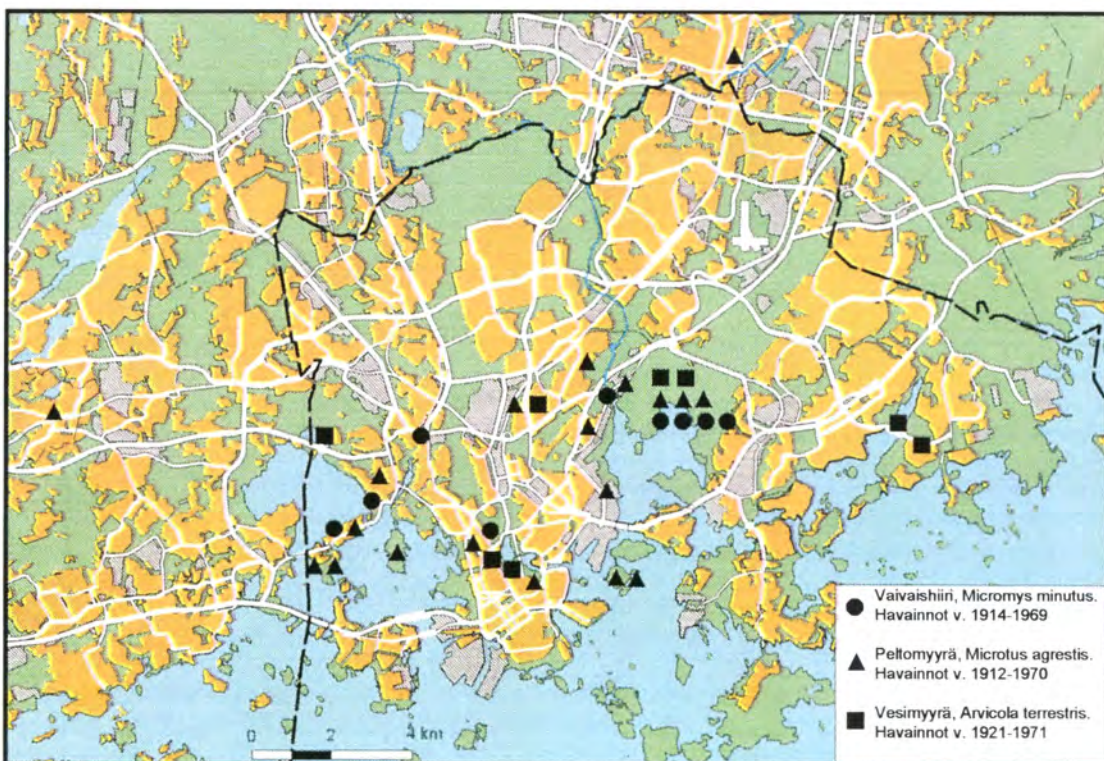 0 2 4 km
Vaivaishiiri, Micromys minutus.
Havainnot v. 1914-1969
Peltomyyrä, Microtus agrestis.
Havainnot v. 1912-1970
Vesimyyrä, Arvicola terrestris.
Havainnot v. 1921-1971